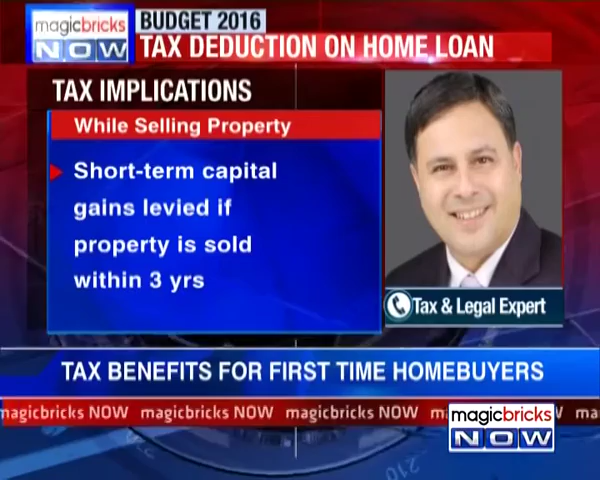 magicbricks
NOW
BUDGET 2016
TAX DEDUCTION ON HOME LOAN
TAX IMPLICATIONS
While Selling Property
Short-term capital
gains levied if
property is sold
within 3 yrs
Tax & Legal Expert
TAX BENEFITS FOR FIRST TIME HOMEBUYERS
magicbricks NOW magicbricks NOW magicbricks NOW ma
magicbricks
NOW
V ma